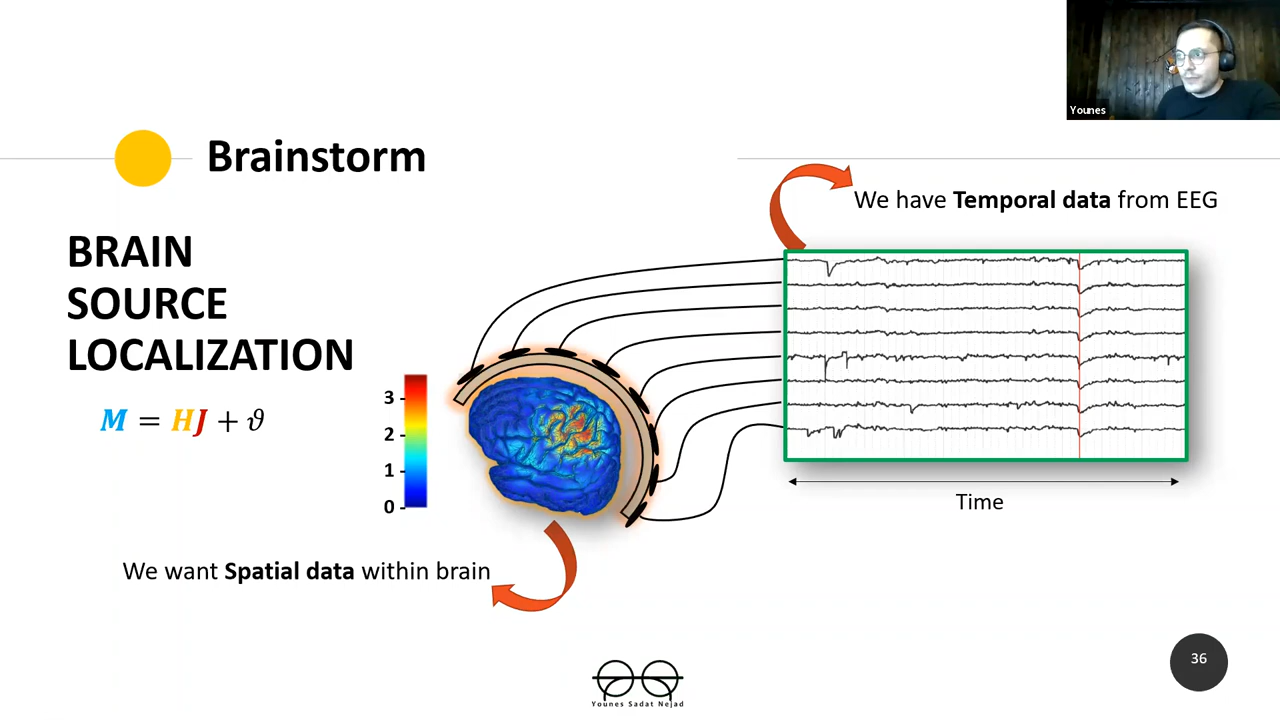 Younes
Brainstorm
We have Temporal data from EEG
BRAIN
SOURCE
LOCALIZATION
M = HJ + ϑ
3
2
1
0
Time
We want Spatial data within brain
36
Younes Sadat Nejad